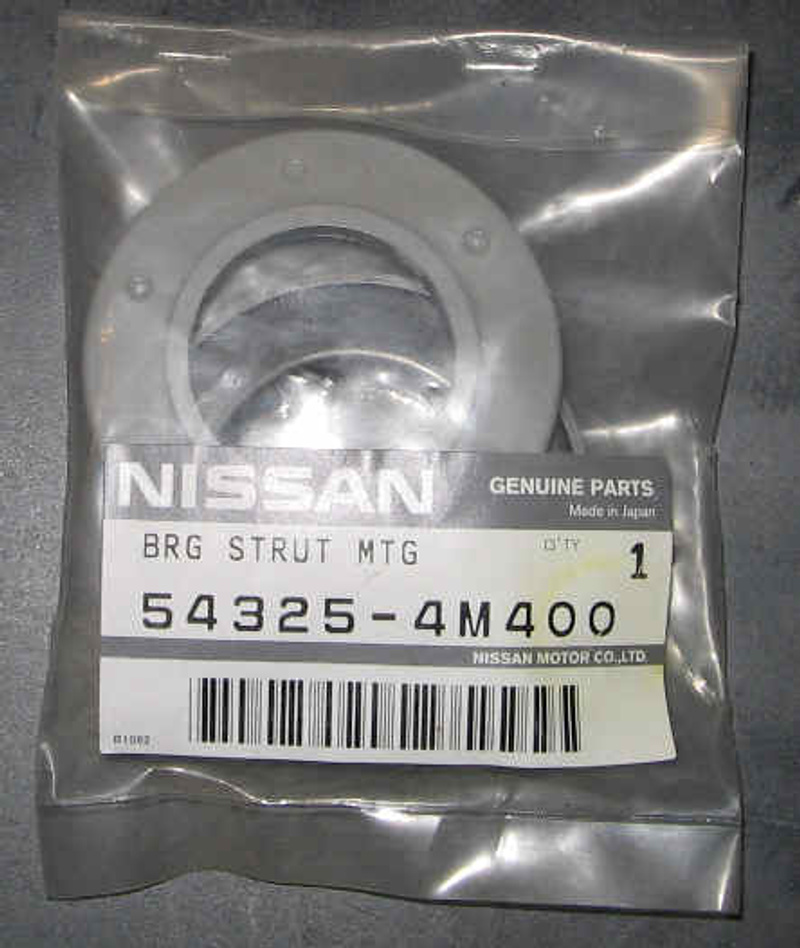 NISSAN
GENUINE PARTS
Made in Japan
BRG STRUT MTG
Q'TY 1
54325-4M400
NISSAN MOTOR CO.,LTD.